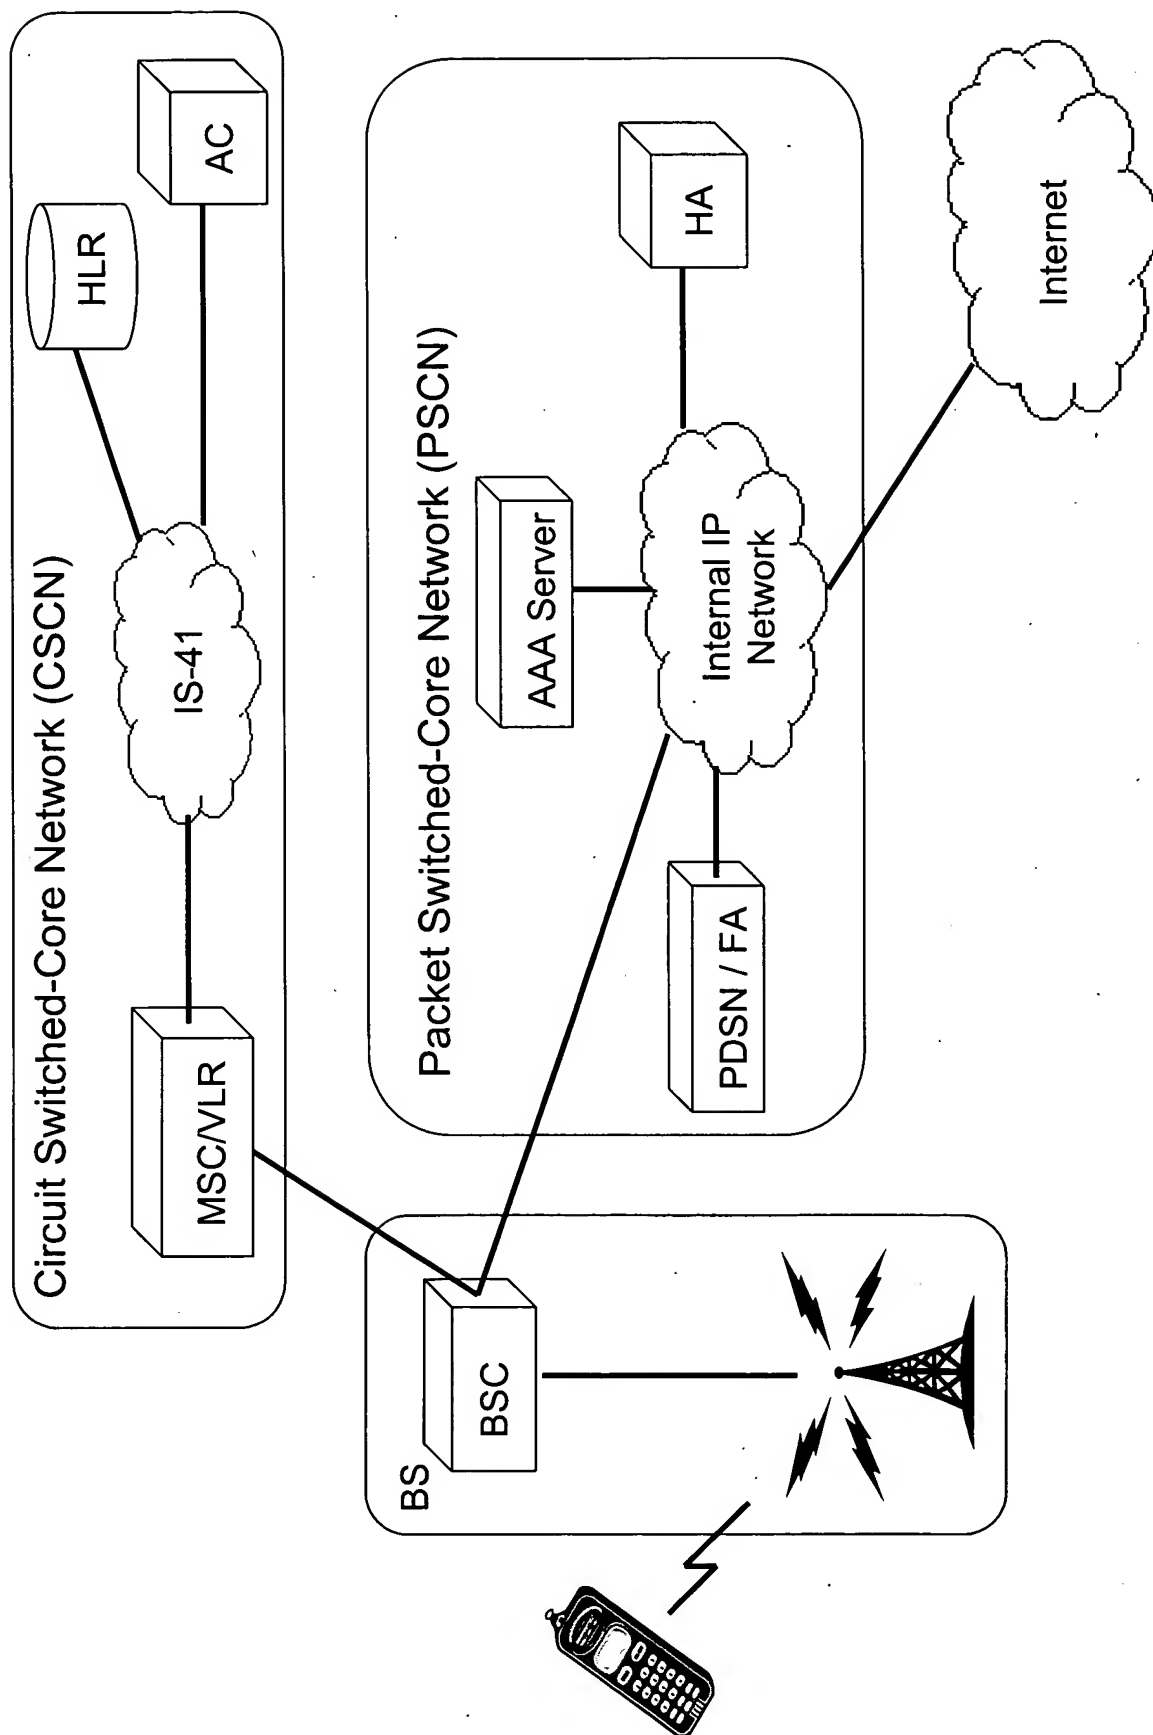 Circuit Switched-Core Network (CSCN)
HLR
AC
IS-41
MSC/VLR
Packet Switched-Core Network (PSCN)
AAA Server
HA
Internal IP
Network
PDSN / FA
Internet
BS
BSC